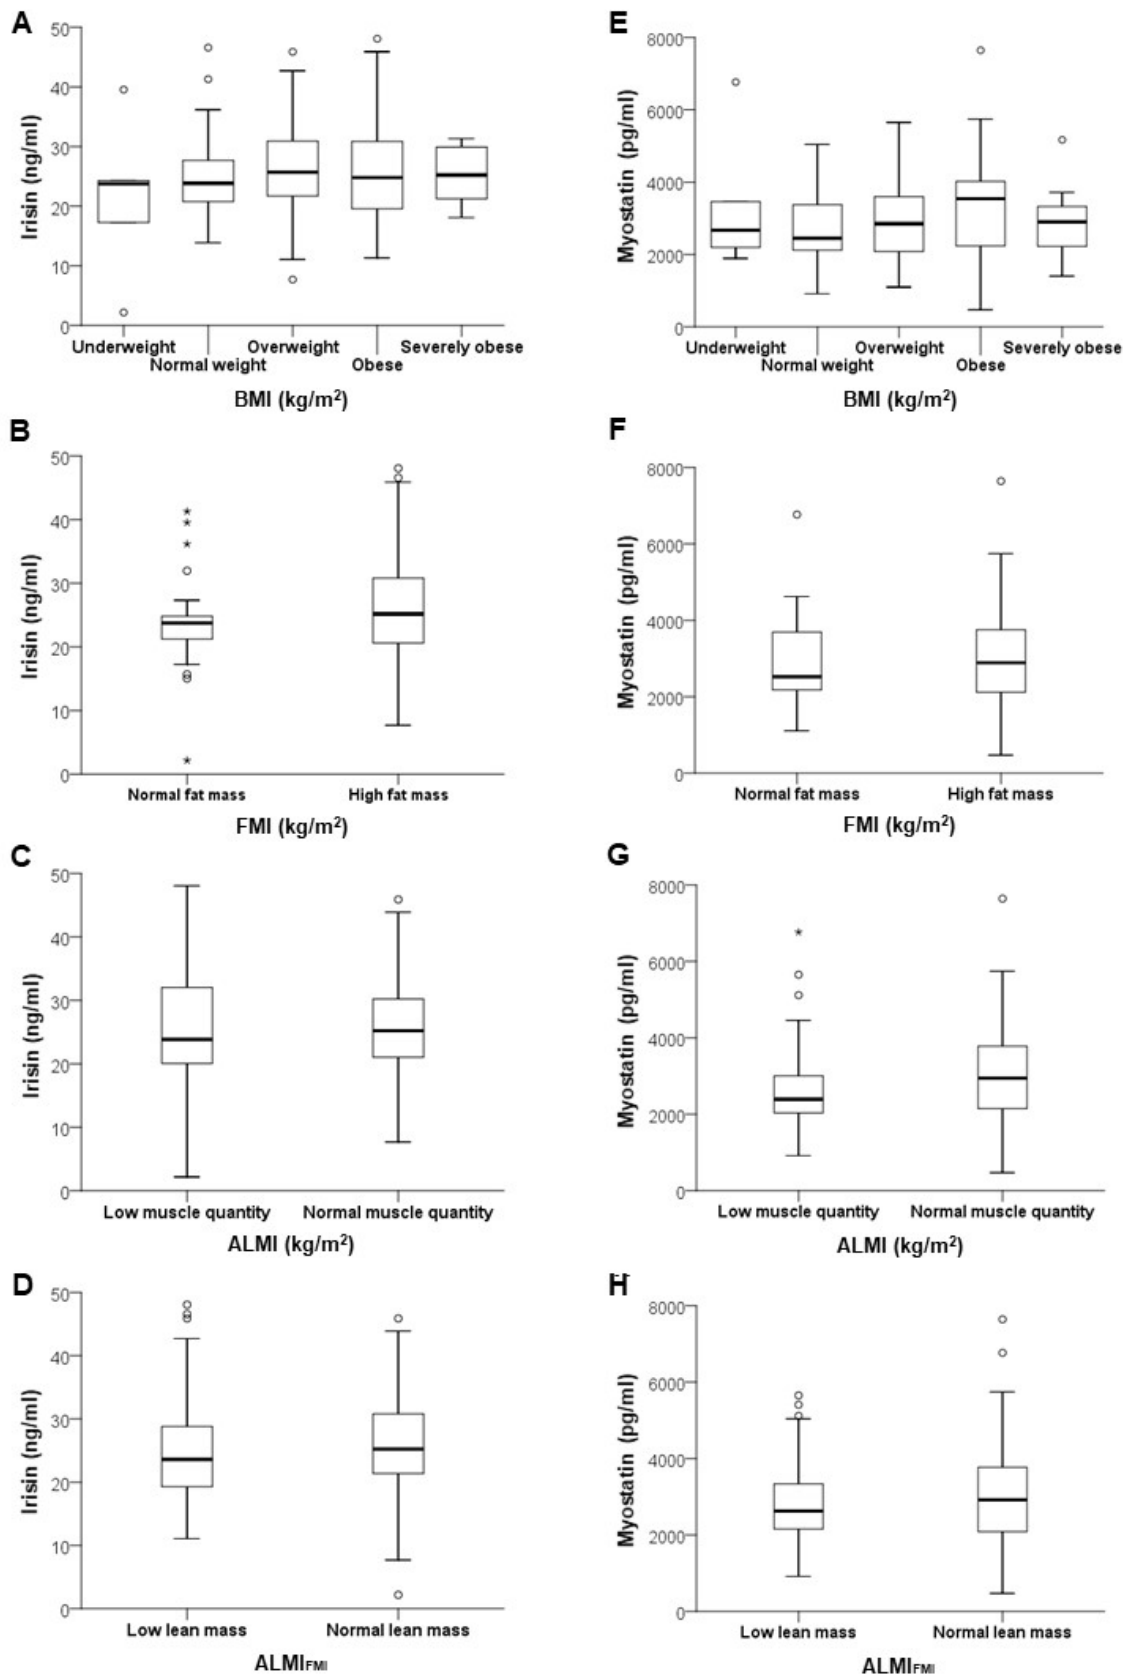 A
50
40
30
20
10
0
Irisin (ng/ml)
Underweight
Normal weight
Overweight
Obese
Severely obese
BMI (kg/m²)
E
8000
6000
4000
2000
0
Myostatin (pg/ml)
Underweight
Normal weight
Overweight
Obese
Severely obese
BMI (kg/m²)
B
50
40
30
20
10
0
Irisin (ng/ml)
Normal fat mass
High fat mass
FMI (kg/m²)
F
8000
6000
4000
2000
0
Myostatin (pg/ml)
Normal fat mass
High fat mass
FMI (kg/m²)
C
50
40
30
20
10
0
Irisin (ng/ml)
Low muscle quantity
Normal muscle quantity
ALMI (kg/m²)
G
8000
6000
4000
2000
0
Myostatin (pg/ml)
Low muscle quantity
Normal muscle quantity
ALMI (kg/m²)
D
50
40
30
20
10
0
Irisin (ng/ml)
Low lean mass
Normal lean mass
ALMIFMI
H
8000
6000
4000
2000
0
Myostatin (pg/ml)
Low lean mass
Normal lean mass
ALMIFMI